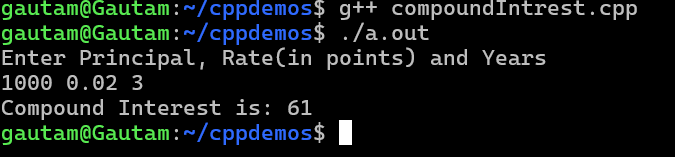 gautam@Gautam:~/cppdemos$ g++ compoundIntrest.cpp
gautam@Gautam:~/cppdemos$ ./a.out
Enter Principal, Rate(in points) and Years
1000 0.02 3
Compound Interest is: 61
gautam@Gautam:~/cppdemos$